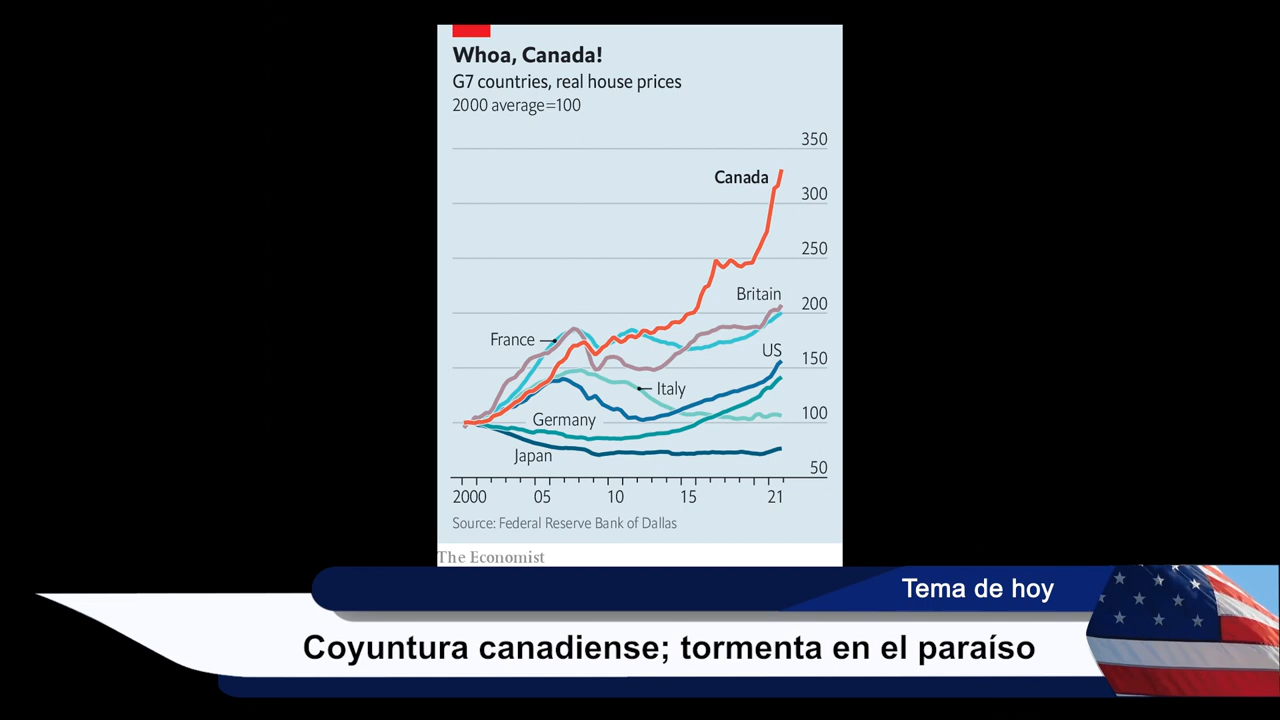 Whoa, Canada!
G7 countries, real house prices
2000 average=100
350
Canada
300
250
Britain
200
France
US
150
Italy
Germany
100
Japan
50
2000 05 10 15 21
Source: Federal Reserve Bank of Dallas
The Economist
Tema de hoy
Coyuntura canadiense; tormenta en el paraíso